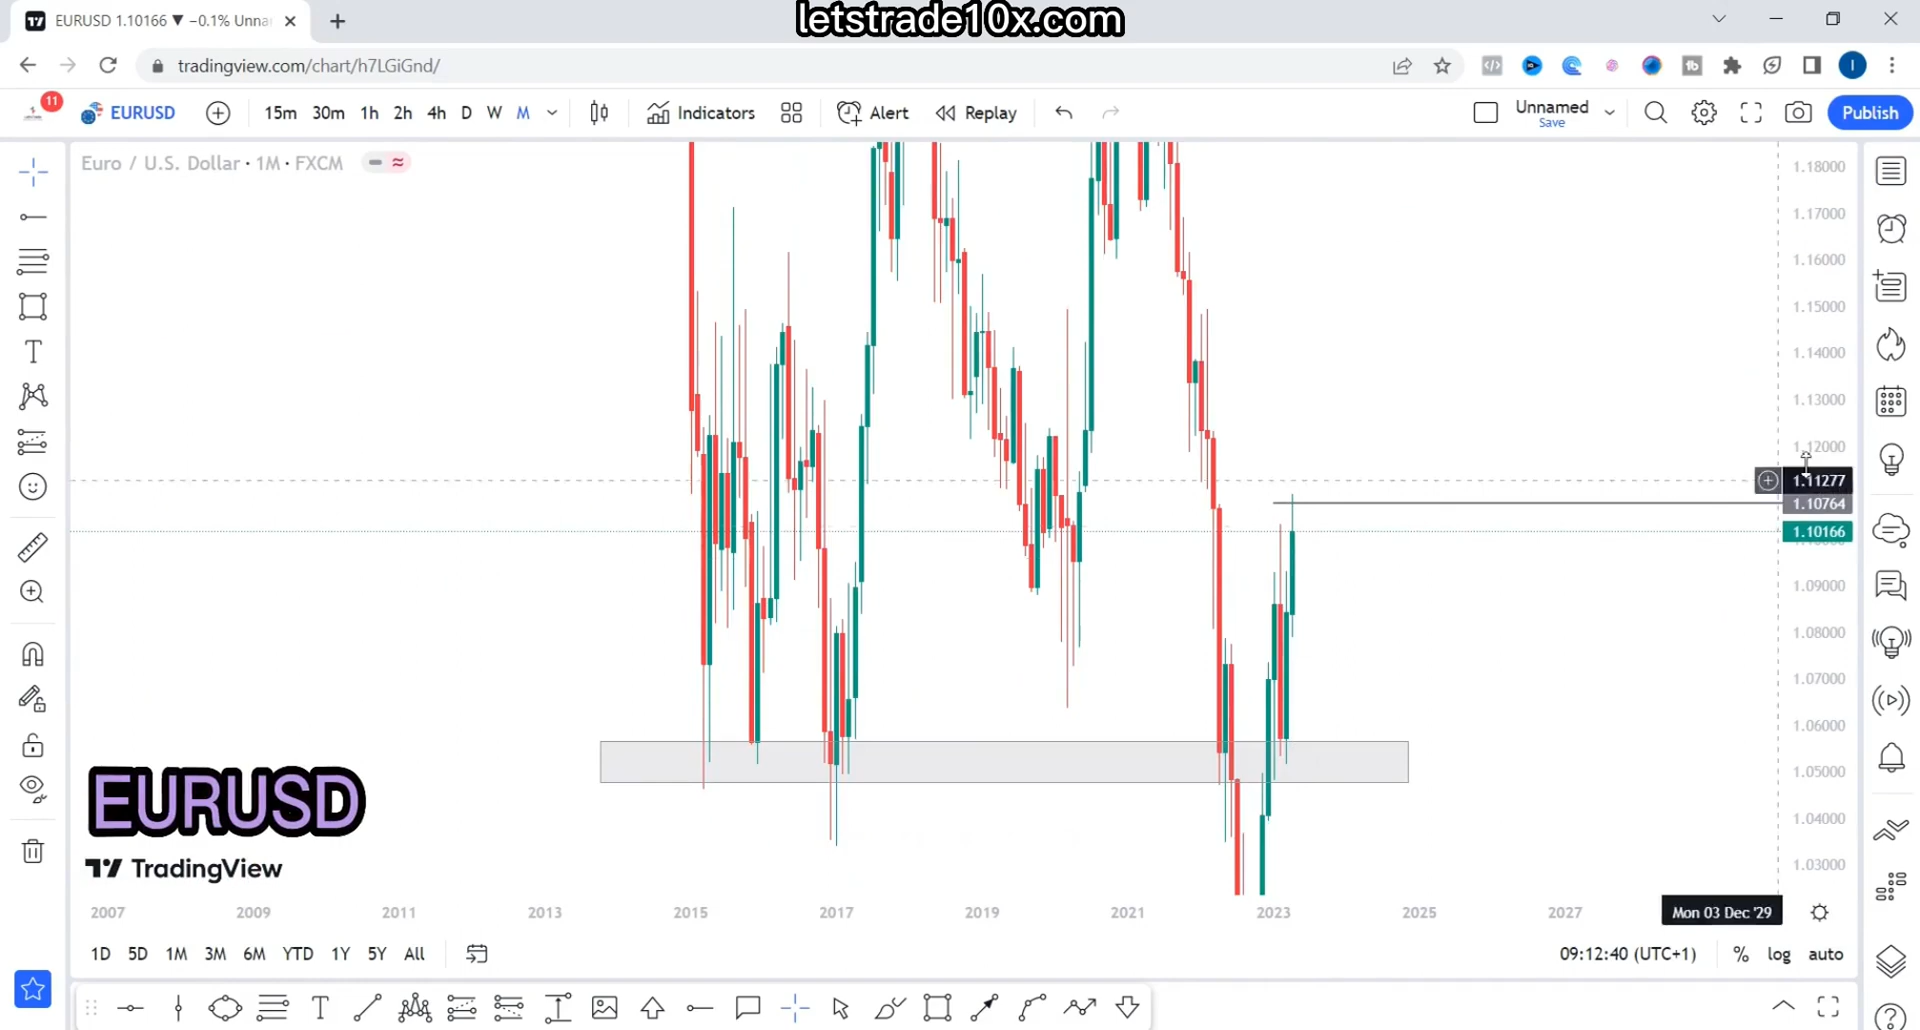 EURUSD 1.10166 ▼ −0.1% Unna
letstrade10x.com
tradingview.com/chart/h7LGiGnd/
11
EURUSD
15m 30m 1h 2h 4h D W M
Indicators
Alert
Replay
Unnamed
Save
Publish
Euro / U.S. Dollar · 1M · FXCM
1.18000
1.17000
1.16000
1.15000
1.14000
1.13000
1.12000
1.11277
1.10764
1.10166
1.09000
1.08000
1.07000
1.06000
1.05000
1.04000
1.03000
EURUSD
TradingView
2007 2009 2011 2013 2015 2017 2019 2021 2023 2025 2027 Mon 03 Dec '29
1D 5D 1M 3M 6M YTD 1Y 5Y All
09:12:40 (UTC+1) % log auto